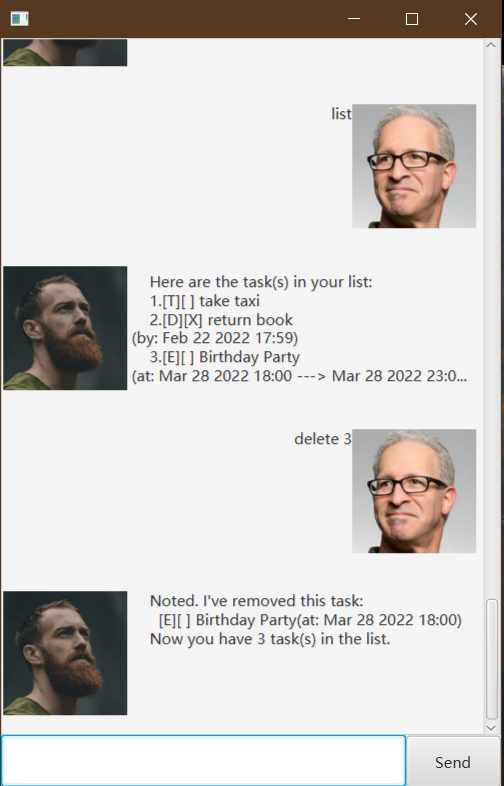 list
Here are the task(s) in your list:
1.[T][ ] take taxi
2.[D][X] return book
(by: Feb 22 2022 17:59)
3.[E][ ] Birthday Party
(at: Mar 28 2022 18:00 ---> Mar 28 2022 23:0...
delete 3
Noted. I've removed this task:
[E][ ] Birthday Party(at: Mar 28 2022 18:00)
Now you have 3 task(s) in the list.
Send